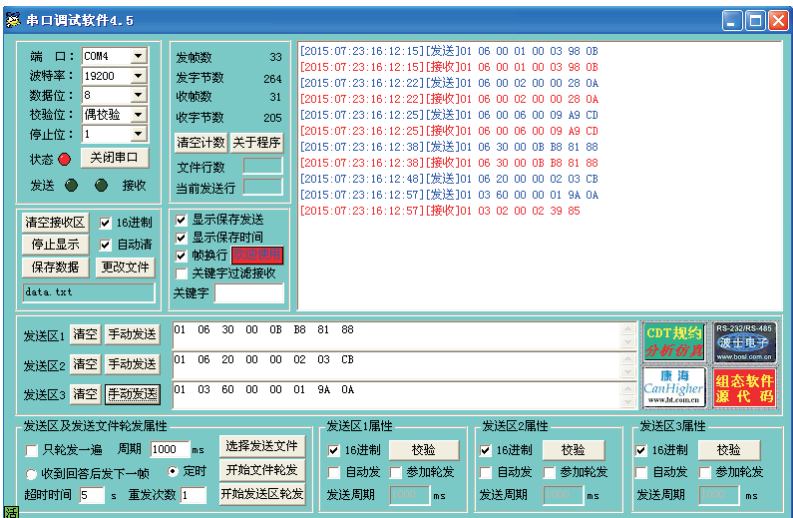 串口调试软件4.5
端 口: COM4
波特率: 19200
数据位: 8
校验位: 偶校验
停止位: 1
状态 关闭串口
发送 接收
发帧数 33
发字节数 264
收帧数 31
收字节数 205
清空计数 关于程序
文件行数
当前发送行
[2015:07:23:16:12:15][发送]01 06 00 01 00 03 98 0B
[2015:07:23:16:12:15][接收]01 06 00 01 00 03 98 0B
[2015:07:23:16:12:22][发送]01 06 00 02 00 00 28 0A
[2015:07:23:16:12:22][接收]01 06 00 02 00 00 28 0A
[2015:07:23:16:12:25][发送]01 06 00 06 00 09 A9 CD
[2015:07:23:16:12:25][接收]01 06 00 06 00 09 A9 CD
[2015:07:23:16:12:38][发送]01 06 30 00 0B B8 81 88
[2015:07:23:16:12:38][接收]01 06 30 00 0B B8 81 88
[2015:07:23:16:12:48][发送]01 06 20 00 00 02 03 CB
[2015:07:23:16:12:57][发送]01 03 60 00 00 01 9A 0A
[2015:07:23:16:12:57][接收]01 03 02 00 02 39 85
清空接收区 16进制
停止显示 自动清
保存数据 更改文件
data.txt
显示保存发送
显示保存时间
帧换行 欢迎使用
关键字过滤接收
关键字
发送区1 清空 手动发送 01 06 30 00 0B B8 81 88
发送区2 清空 手动发送 01 06 20 00 00 02 03 CB
发送区3 清空 手动发送 01 03 60 00 00 01 9A 0A
CDT规约
分析仿真
RS-232/RS-485
波士电子
www.bosi.com.cn
康海
CanHigher
www.ht.com.cn
组态软件
源代码
发送区及发送文件轮发属性
只轮发一遍 周期 1000 ms 选择发送文件
收到回答后发下一帧 定时 开始文件轮发
超时时间 5 s 重发次数 1 开始发送区轮发
发送区1属性
16进制 校验
自动发 参加轮发
发送周期 1000 ms
发送区2属性
16进制 校验
自动发 参加轮发
发送周期 1000 ms
发送区3属性
16进制 校验
自动发 参加轮发
发送周期 1000 ms
活